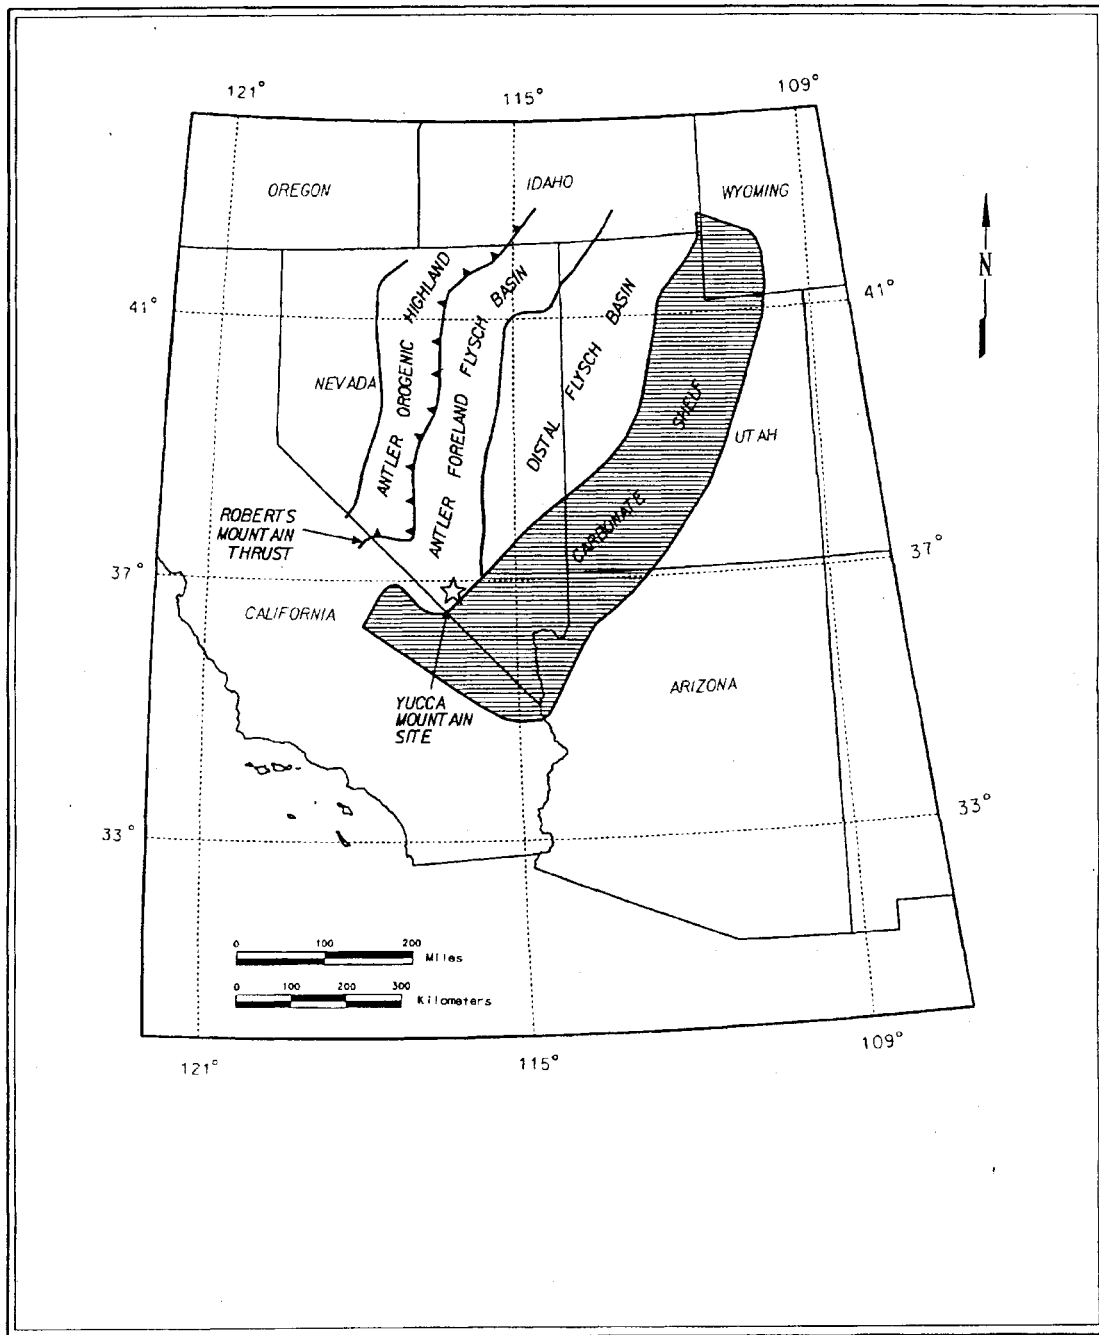 121°
115°
109°
OREGON
IDAHO
WYOMING
N
41°
41°
NEVADA
ANTLER OROGENIC HIGHLAND
ANTLER FORELAND FLYSCH BASIN
DISTAL FLYSCH BASIN
CARBONATE SHELF
UTAH
ROBERTS
MOUNTAIN
THRUST
37°
37°
CALIFORNIA
YUCCA
MOUNTAIN
SITE
ARIZONA
33°
33°
0 100 200
Miles
0 100 200 300
Kilometers
121°
115°
109°